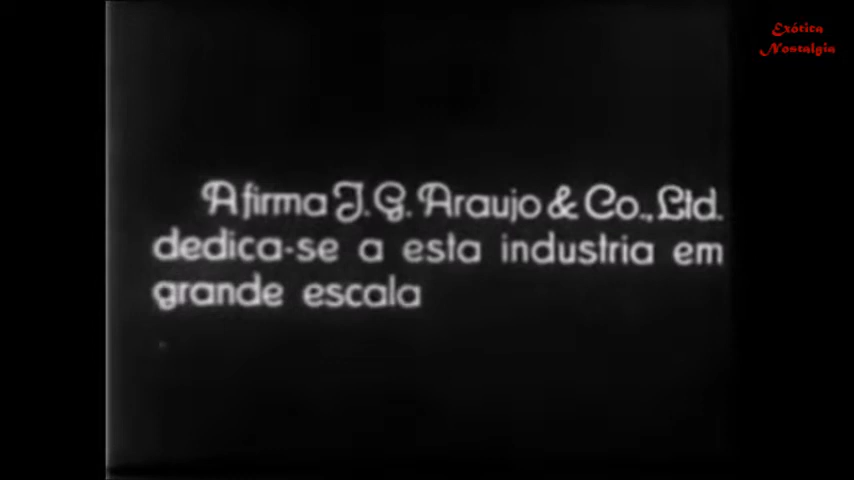 Exótica
Nostalgia
A firma J. G. Araujo & Co., Ltd.
dedica-se a esta industria em
grande escala